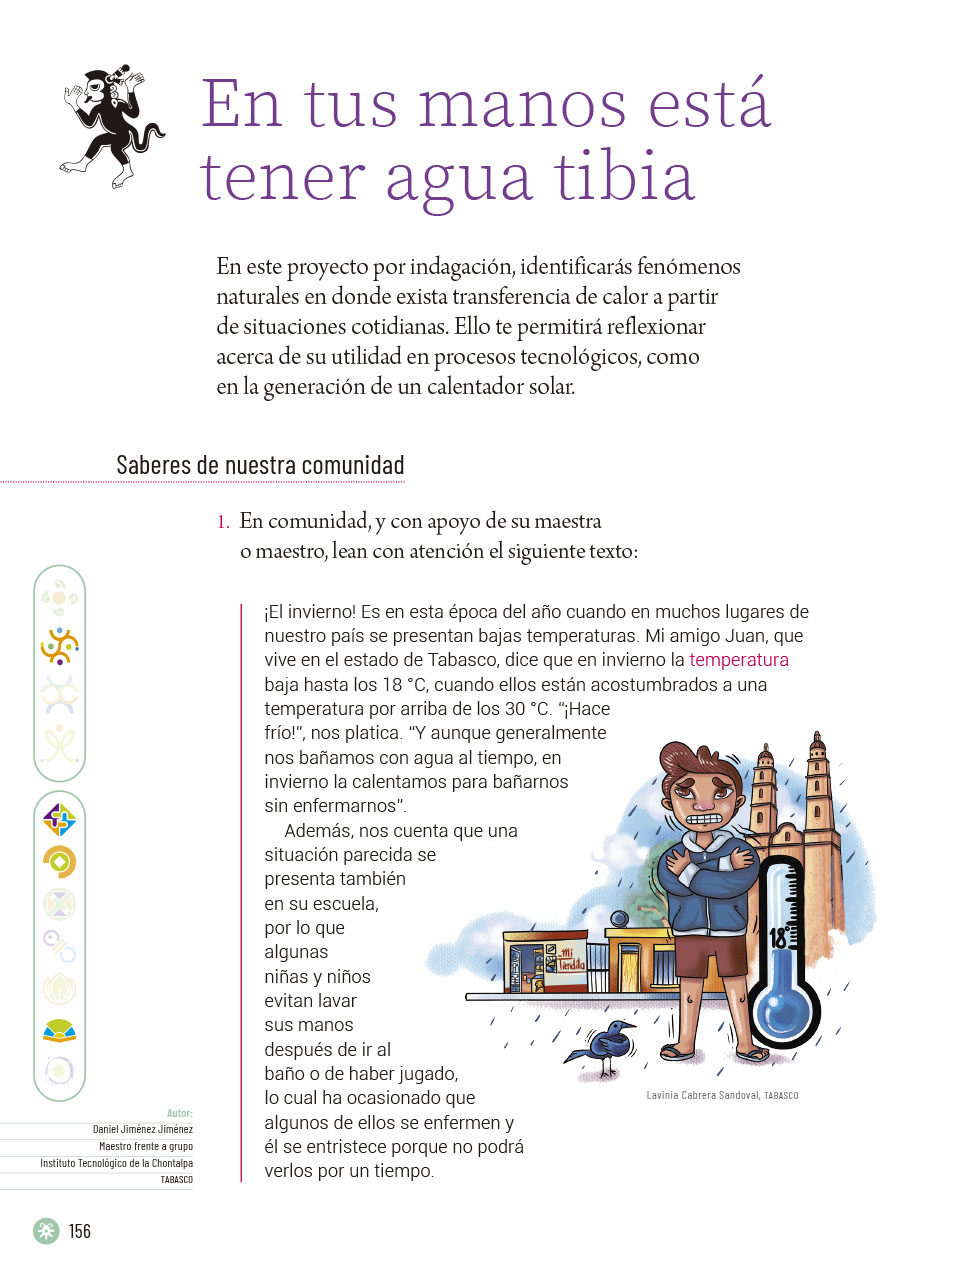 En tus manos está
tener agua tibia
En este proyecto por indagación, identificarás fenómenos
naturales en donde exista transferencia de calor a partir
de situaciones cotidianas. Ello te permitirá reflexionar
acerca de su utilidad en procesos tecnológicos, como
en la generación de un calentador solar.
Saberes de nuestra comunidad
1. En comunidad, y con apoyo de su maestra
o maestro, lean con atención el siguiente texto:
¡El invierno! Es en esta época del año cuando en muchos lugares de
nuestro país se presentan bajas temperaturas. Mi amigo Juan, que
vive en el estado de Tabasco, dice que en invierno la temperatura
baja hasta los 18 °C, cuando ellos están acostumbrados a una
temperatura por arriba de los 30 °C. “¡Hace
frío!”, nos platica. “Y aunque generalmente
nos bañamos con agua al tiempo, en
invierno la calentamos para bañarnos
sin enfermarnos”.
Además, nos cuenta que una
situación parecida se
presenta también
en su escuela,
por lo que
algunas
niñas y niños
evitan lavar
sus manos
después de ir al
baño o de haber jugado,
lo cual ha ocasionado que
algunos de ellos se enfermen y
él se entristece porque no podrá
verlos por un tiempo.
Mi
Tiendita
18°
Lavinia Cabrera Sandoval, TABASCO
Autor:
Daniel Jiménez Jiménez
Maestro frente a grupo
Instituto Tecnológico de la Chontalpa
TABASCO
156